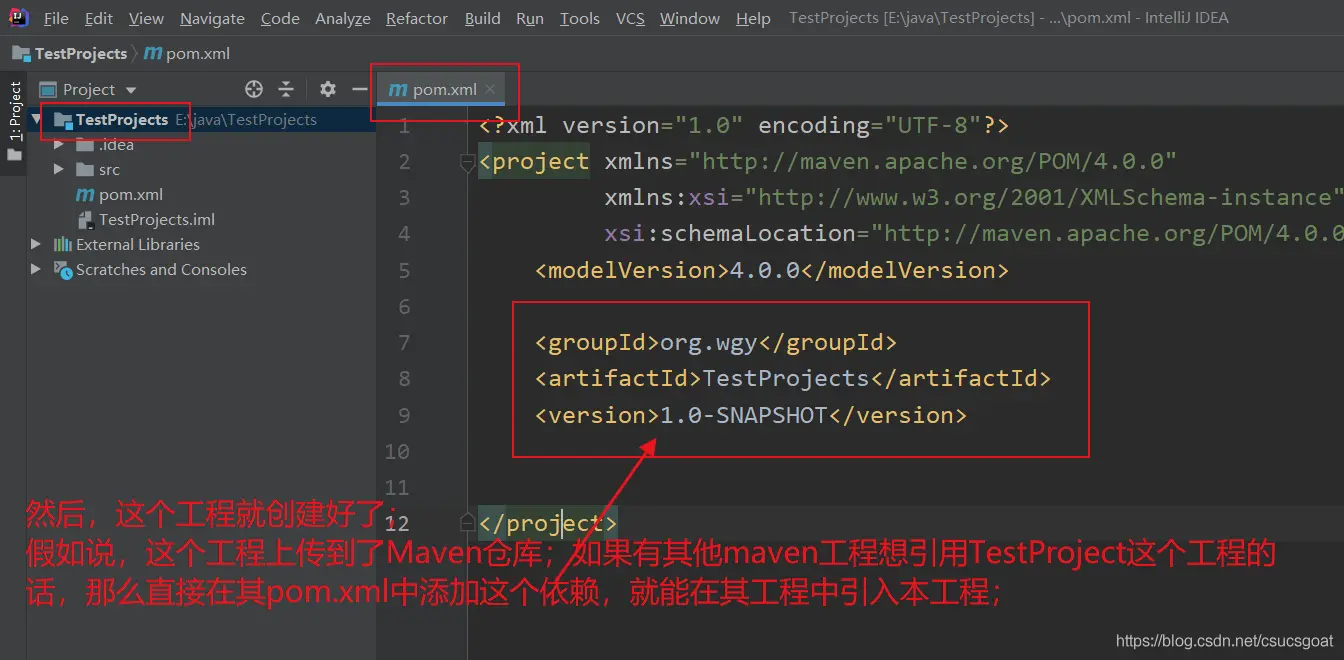 File Edit View Navigate Code Analyze Refactor Build Run Tools VCS Window Help TestProjects [E:\java\TestProjects] - ...\pom.xml - IntelliJ IDEA
TestProjects pom.xml
1: Project
Project
pom.xml
TestProjects E:\java\TestProjects
.idea
src
pom.xml
TestProjects.iml
External Libraries
Scratches and Consoles
1 <?xml version="1.0" encoding="UTF-8"?>
2 <project xmlns="http://maven.apache.org/POM/4.0.0"
3 xmlns:xsi="http://www.w3.org/2001/XMLSchema-instance"
4 xsi:schemaLocation="http://maven.apache.org/POM/4.0.0
5 <modelVersion>4.0.0</modelVersion>
6
7 <groupId>org.wgy</groupId>
8 <artifactId>TestProjects</artifactId>
9 <version>1.0-SNAPSHOT</version>
10
11
12 </project>
然后，这个工程就创建好了；
假如说，这个工程上传到了Maven仓库；如果有其他maven工程想引用TestProject这个工程的
话，那么直接在其pom.xml中添加这个依赖，就能在其工程中引入本工程；
https://blog.csdn.net/csucsgoat